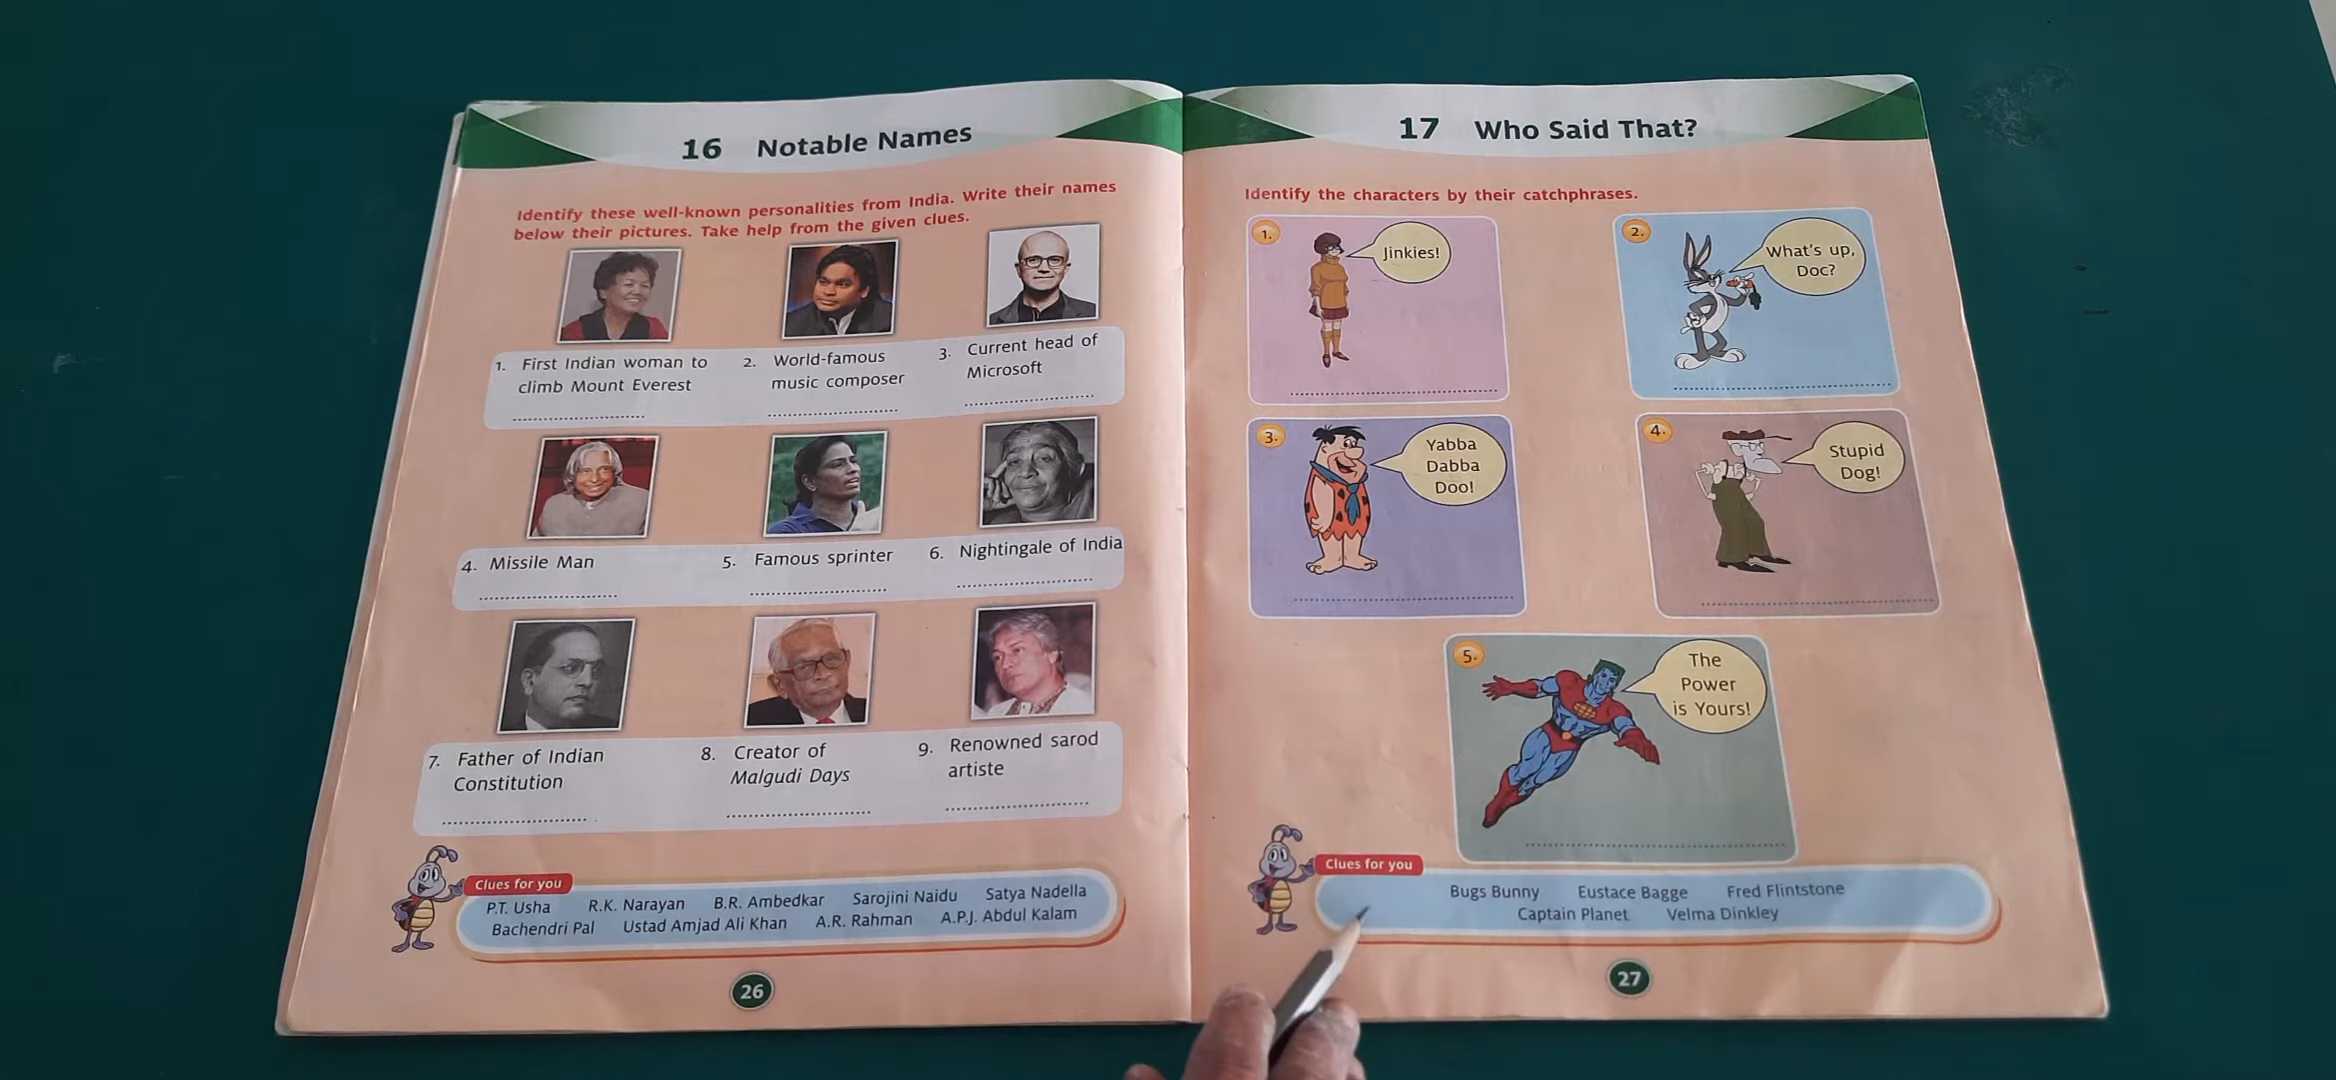 16 Notable Names
Identify these well-known personalities from India. Write their names
below their pictures. Take help from the given clues.
1. First Indian woman to
climb Mount Everest
2. World-famous
music composer
3. Current head of
Microsoft
4. Missile Man
5. Famous sprinter
6. Nightingale of India
7. Father of Indian
Constitution
8. Creator of
Malgudi Days
9. Renowned sarod
artiste
Clues for you
P.T. Usha R.K. Narayan B.R. Ambedkar Sarojini Naidu Satya Nadella
Bachendri Pal Ustad Amjad Ali Khan A.R. Rahman A.P.J. Abdul Kalam
26
17 Who Said That?
Identify the characters by their catchphrases.
1.
Jinkies!
2.
What's up,
Doc?
3.
Yabba
Dabba
Doo!
4.
Stupid
Dog!
5.
The
Power
is Yours!
Clues for you
Bugs Bunny Eustace Bagge Fred Flintstone
Captain Planet Velma Dinkley
27